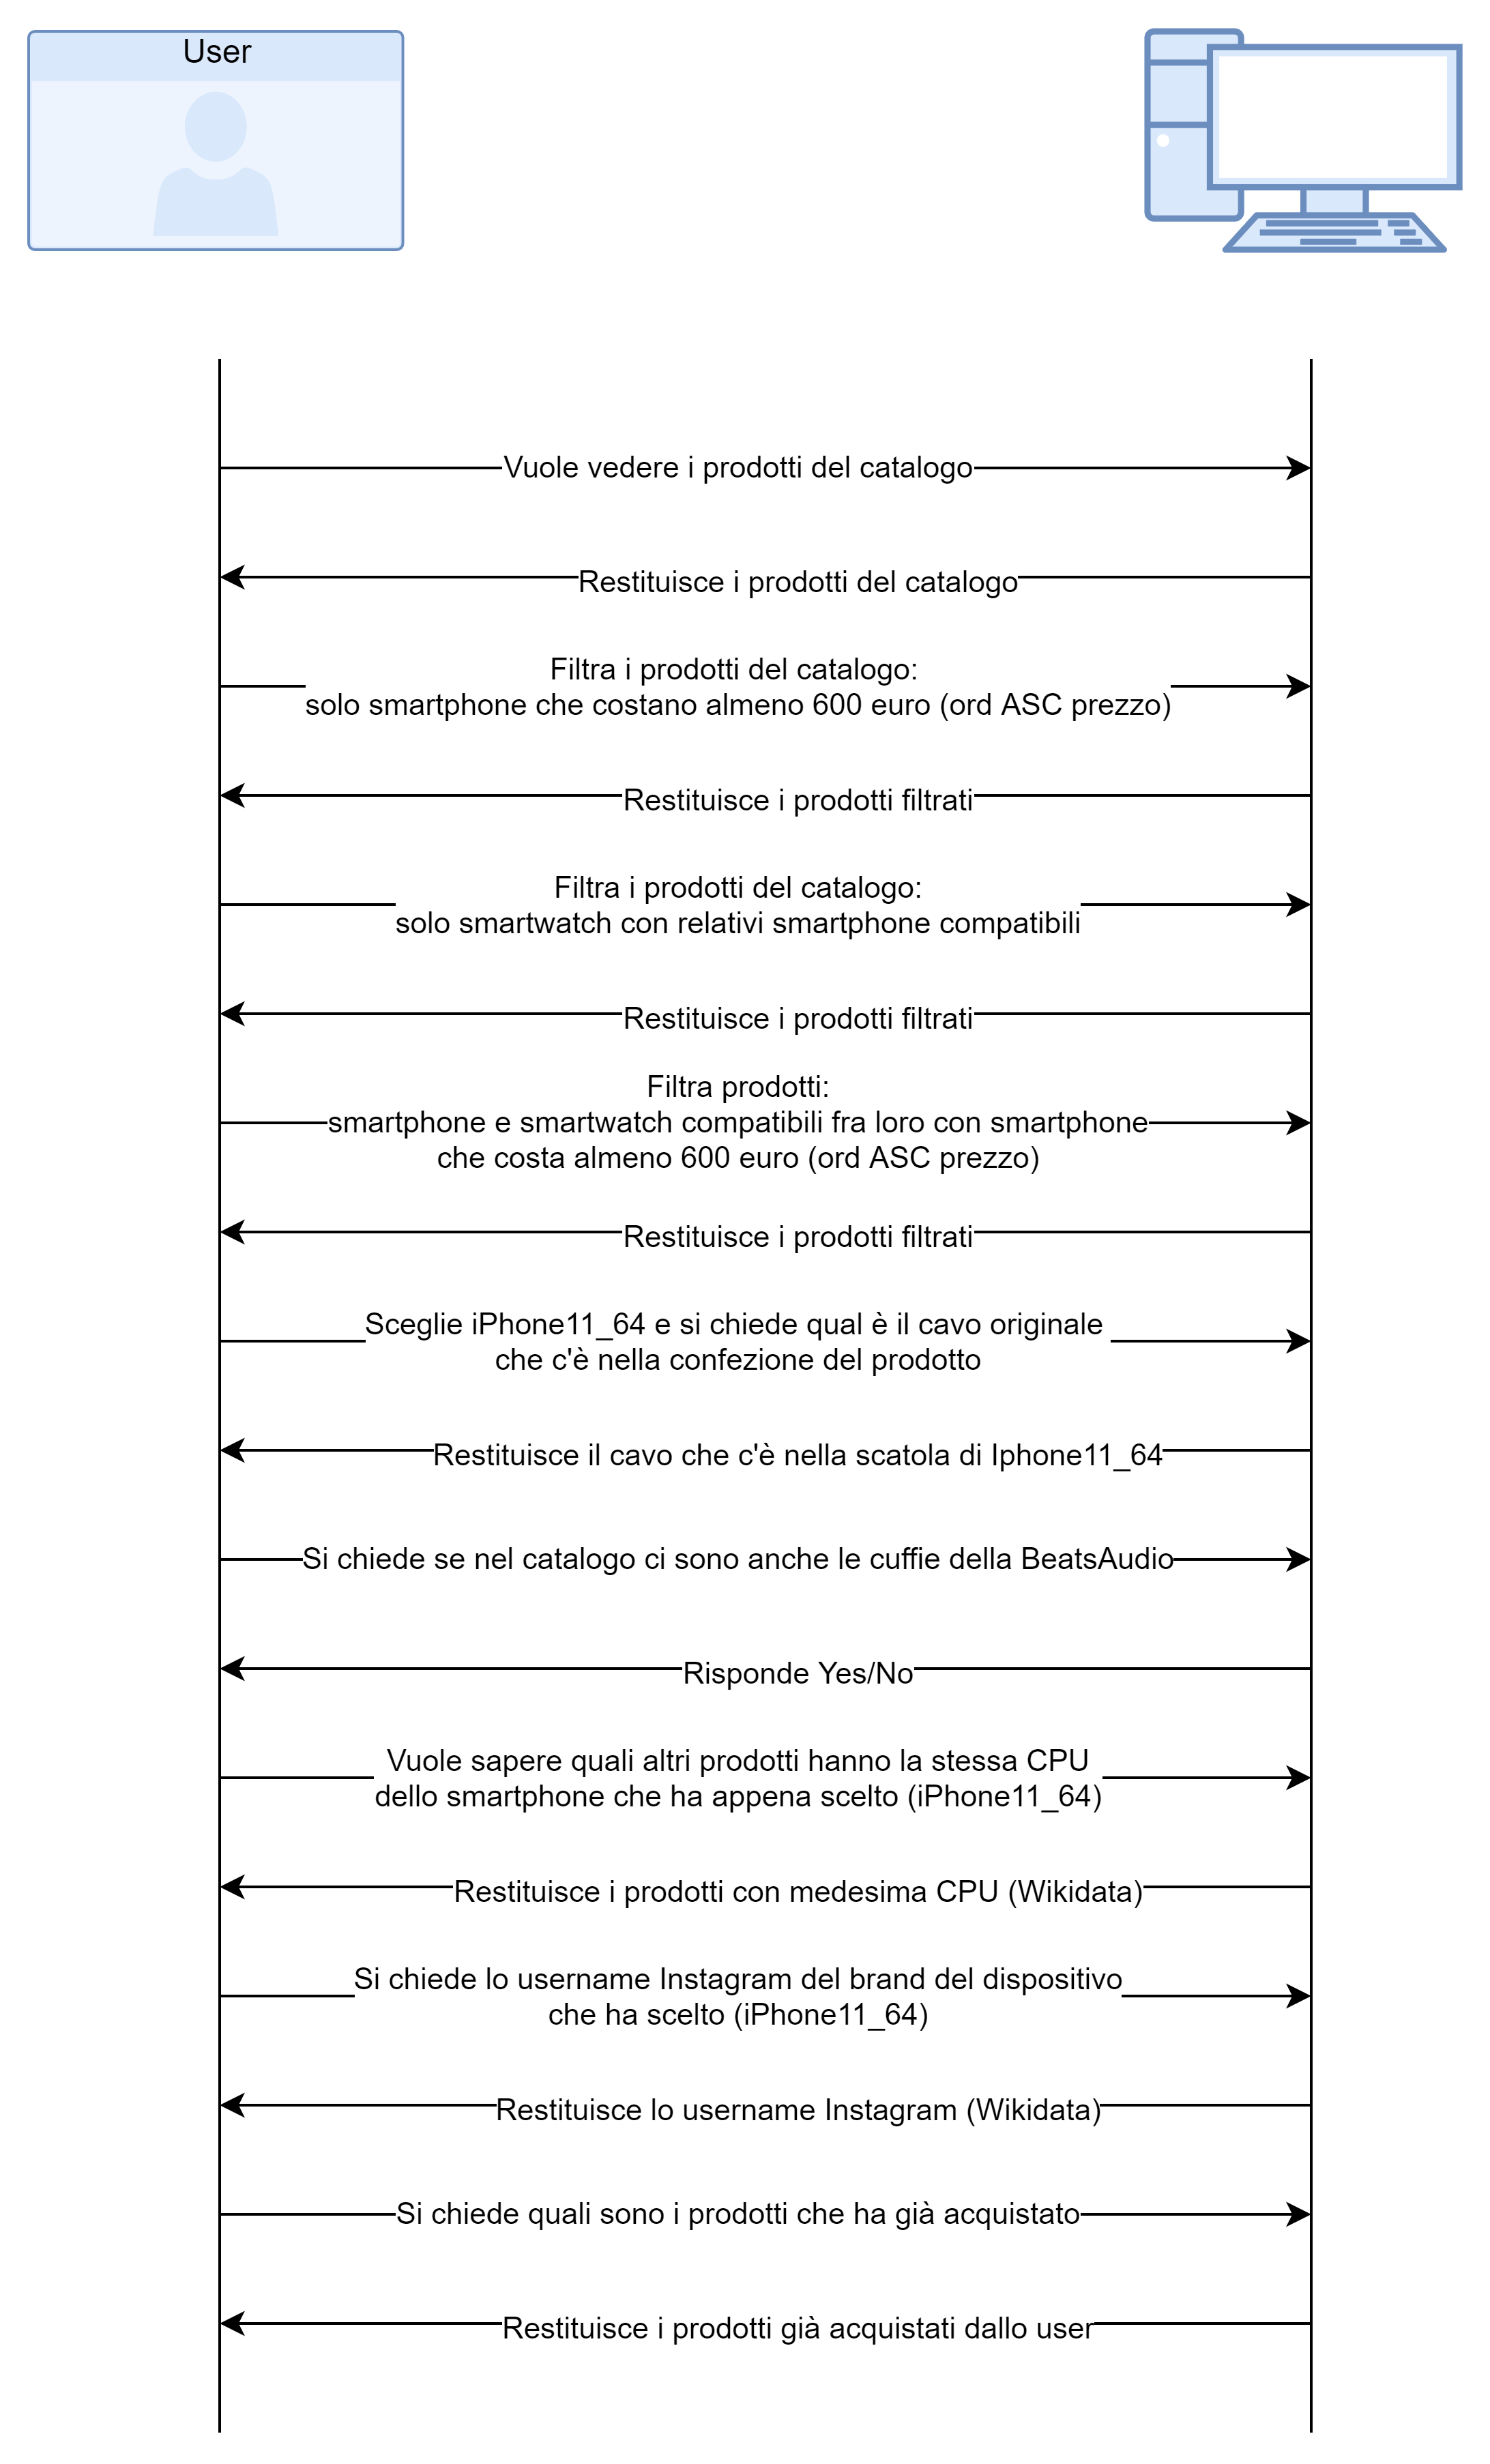 User
Vuole vedere i prodotti del catalogo
Restituisce i prodotti del catalogo
Filtra i prodotti del catalogo:
solo smartphone che costano almeno 600 euro (ord ASC prezzo)
Restituisce i prodotti filtrati
Filtra i prodotti del catalogo:
solo smartwatch con relativi smartphone compatibili
Restituisce i prodotti filtrati
Filtra prodotti:
smartphone e smartwatch compatibili fra loro con smartphone
che costa almeno 600 euro (ord ASC prezzo)
Restituisce i prodotti filtrati
Sceglie iPhone11_64 e si chiede qual è il cavo originale
che c'è nella confezione del prodotto
Restituisce il cavo che c'è nella scatola di Iphone11_64
Si chiede se nel catalogo ci sono anche le cuffie della BeatsAudio
Risponde Yes/No
Vuole sapere quali altri prodotti hanno la stessa CPU
dello smartphone che ha appena scelto (iPhone11_64)
Restituisce i prodotti con medesima CPU (Wikidata)
Si chiede lo username Instagram del brand del dispositivo
che ha scelto (iPhone11_64)
Restituisce lo username Instagram (Wikidata)
Si chiede quali sono i prodotti che ha già acquistato
Restituisce i prodotti già acquistati dallo user